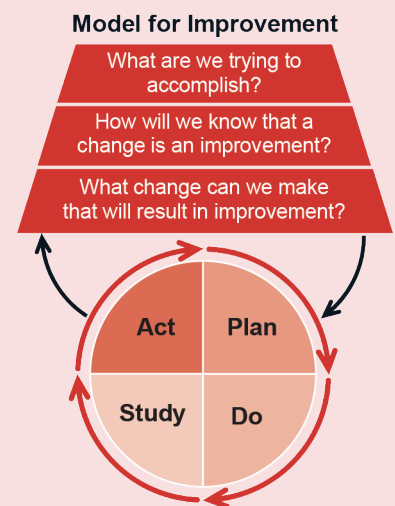 Model for Improvement
What are we trying to
accomplish?
How will we know that a
change is an improvement?
What change can we make
that will result in improvement?
Act
Plan
Study
Do